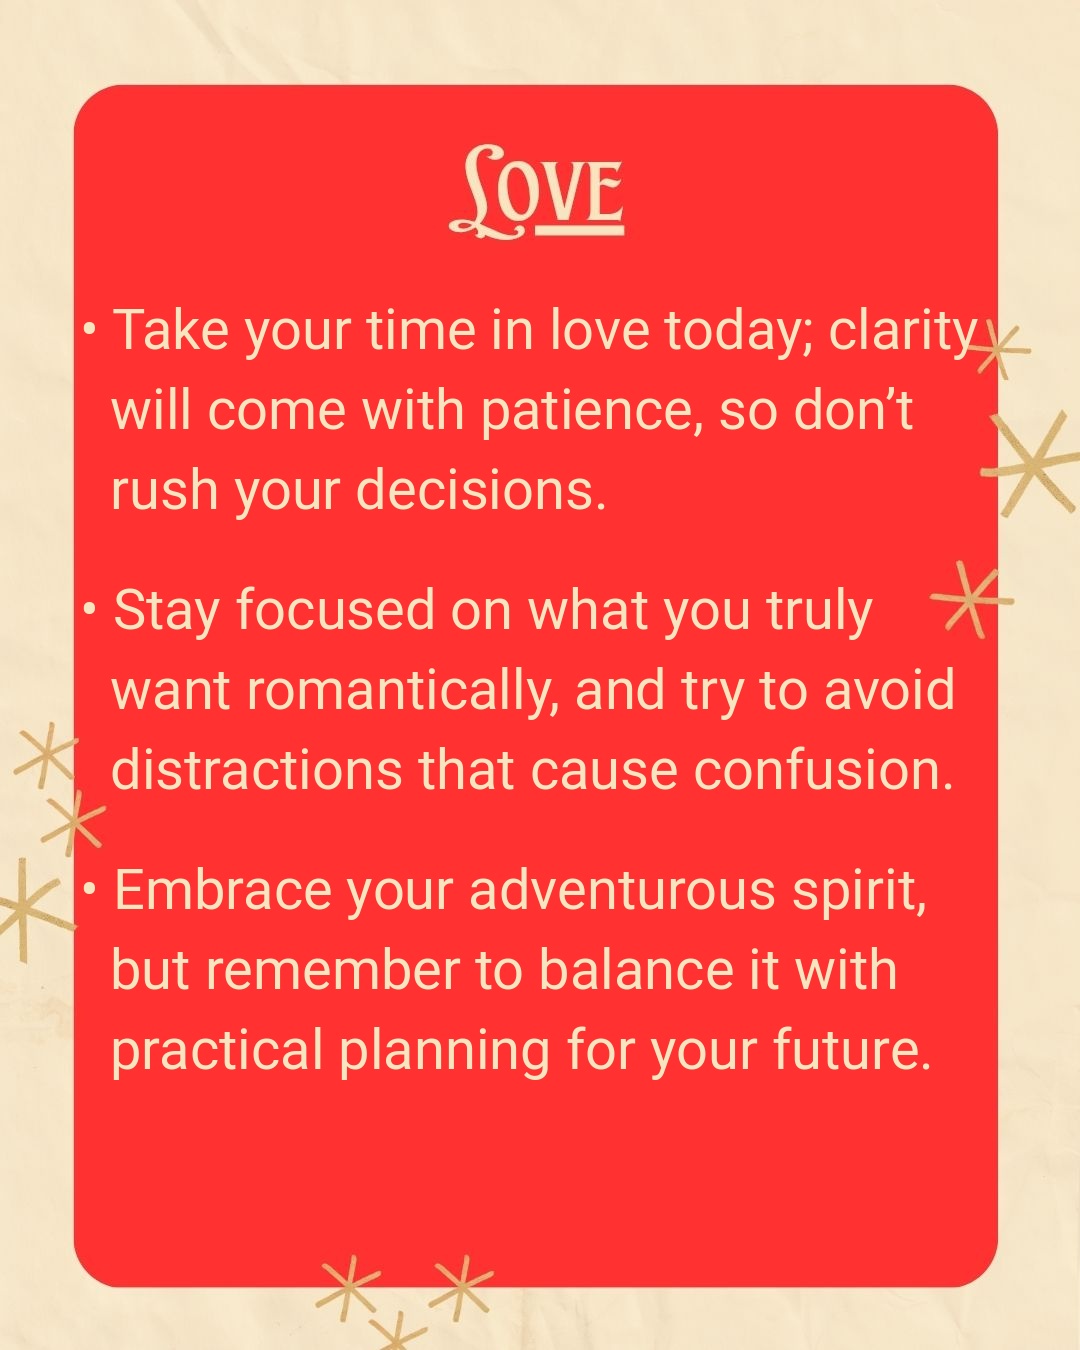 Love
• Take your time in love today; clarity
will come with patience, so don’t
rush your decisions.
• Stay focused on what you truly
want romantically, and try to avoid
distractions that cause confusion.
• Embrace your adventurous spirit,
but remember to balance it with
practical planning for your future.